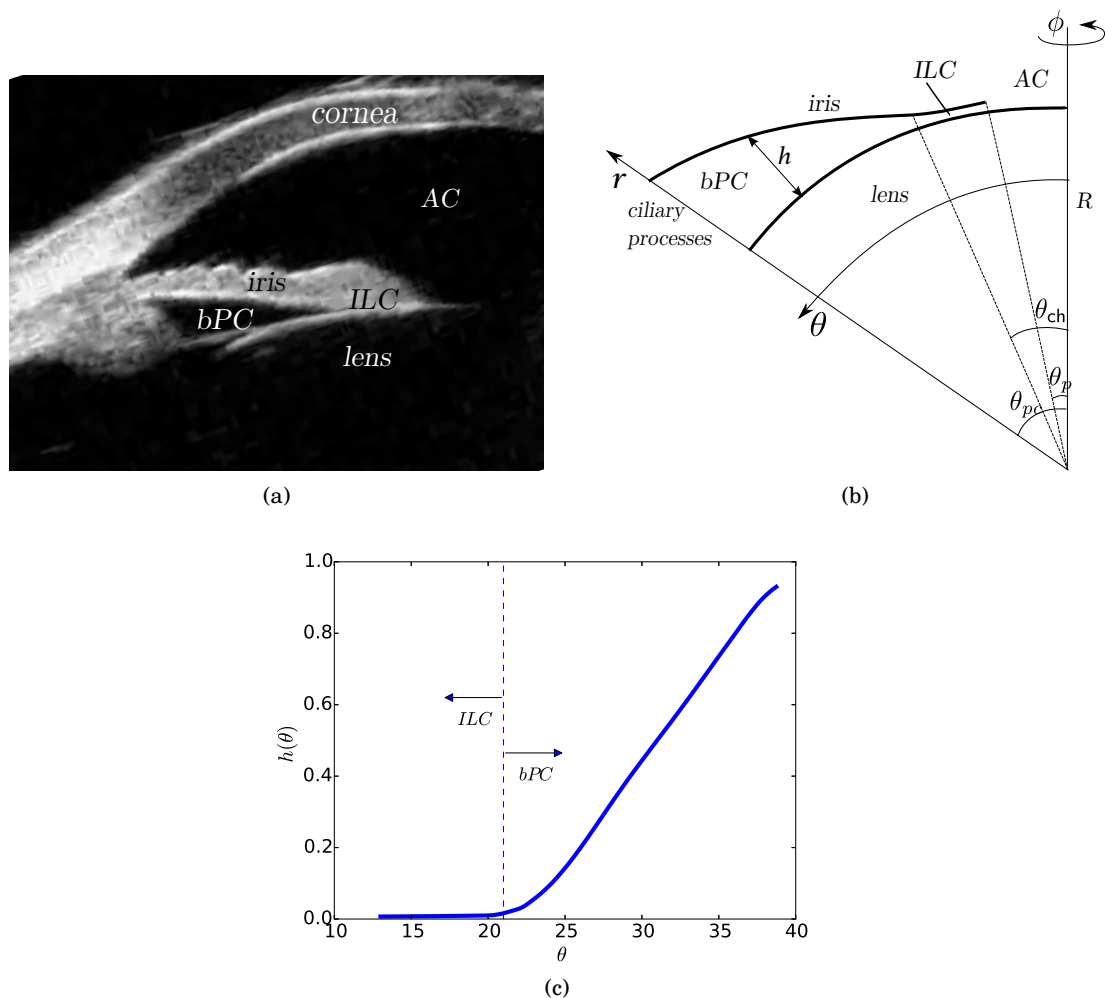 cornea
AC
iris
ILC
bPC
lens
(a)
ϕ
ILC
AC
iris
h
r
bPC
lens
R
ciliary
processes
θ
θch
θp
θpc
(b)
1.0
0.8
0.6
0.4
0.2
0.0
h(θ)
ILC
bPC
10 15 20 25 30 35 40
θ
(c)